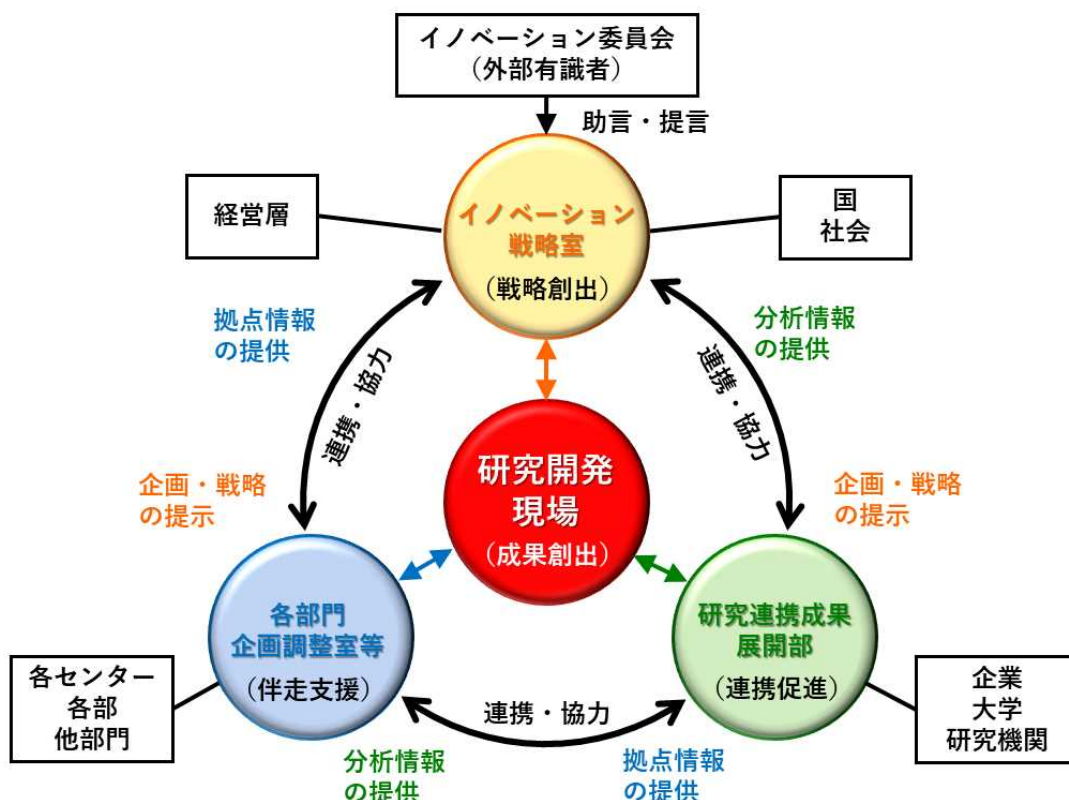 イノベーション委員会
（外部有識者）
助言・提言
経営層
イノベーション
戦略室
（戦略創出）
国
社会
拠点情報
の提供
分析情報
の提供
連携・協力
連携・協力
研究開発
現場
（成果創出）
企画・戦略
の提示
企画・戦略
の提示
各部門
企画調整室等
（伴走支援）
研究連携成果
展開部
（連携促進）
各センター
各部
他部門
企業
大学
研究機関
連携・協力
分析情報
の提供
拠点情報
の提供